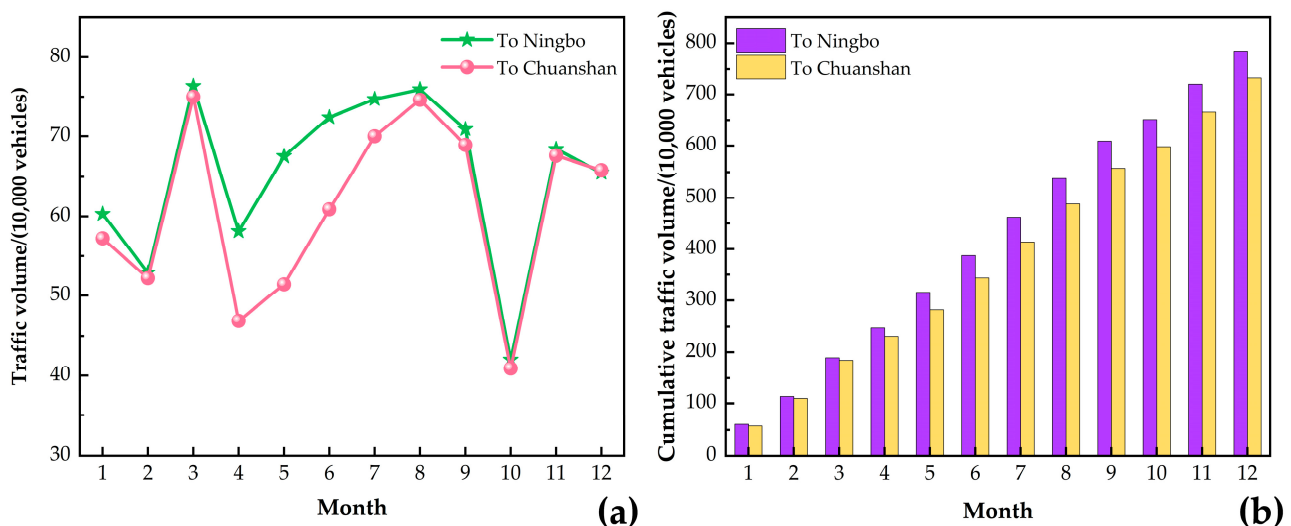 To Ningbo
To Chuanshan
Traffic volume/(10,000 vehicles)
80
70
60
50
40
30
1 2 3 4 5 6 7 8 9 10 11 12
Month
(a)
To Ningbo
To Chuanshan
Cumulative traffic volume/(10,000 vehicles)
800
700
600
500
400
300
200
100
0
1 2 3 4 5 6 7 8 9 10 11 12
Month
(b)